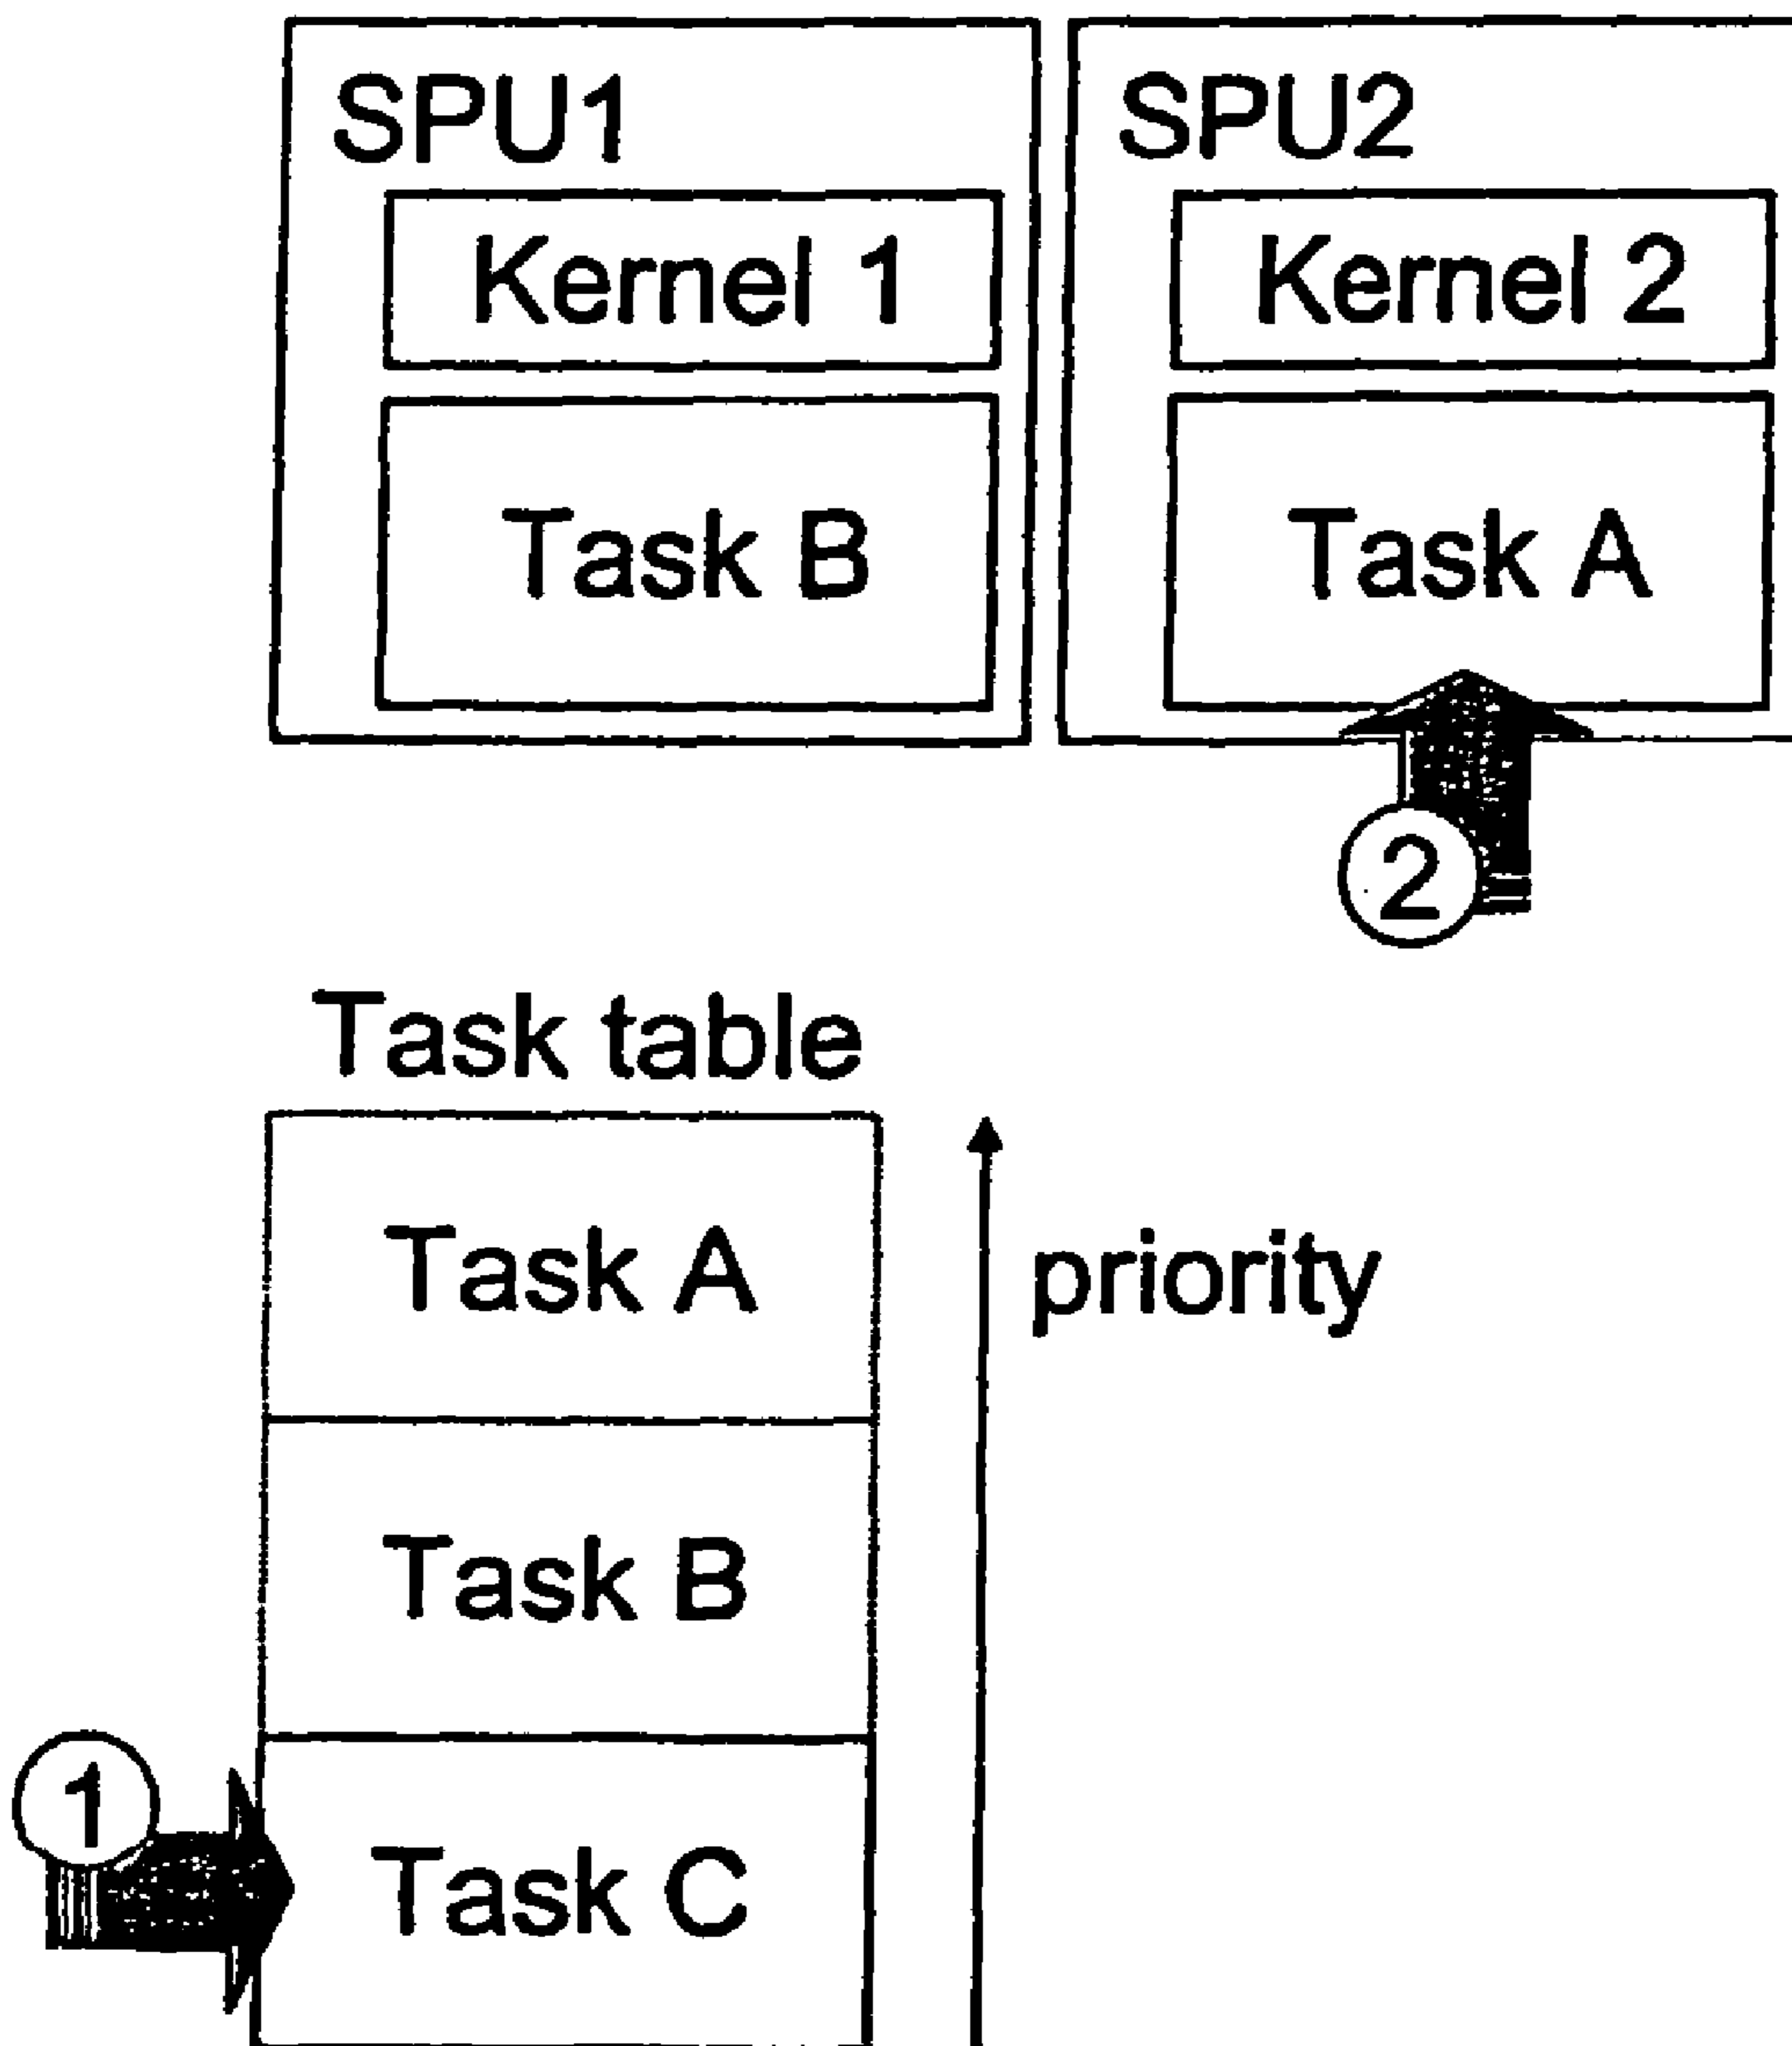 SPU1
Kernel 1
Task B
SPU2
Kernel 2
Task A
2
Task table
Task A
Task B
Task C
priority
1